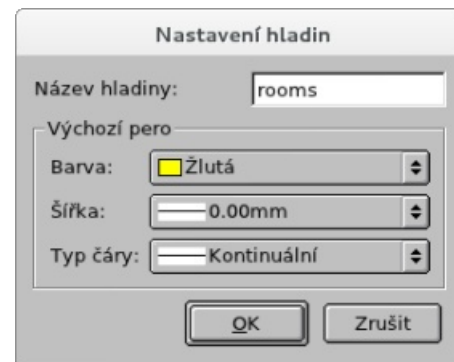 Nastavení hladin
Název hladiny: rooms
Výchozí pero
Barva: Žlutá
Šířka: 0.00mm
Typ čáry: Kontinuální
OK Zrušit